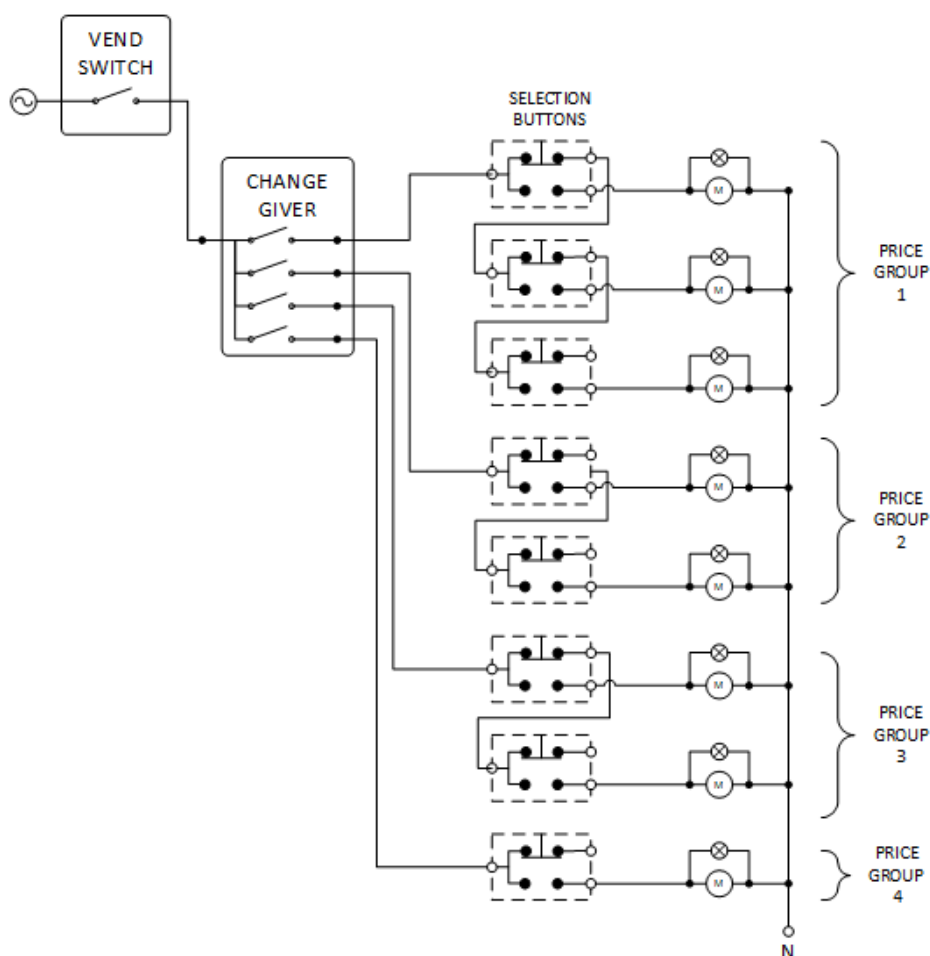 VEND
SWITCH
SELECTION
BUTTONS
CHANGE
GIVER
M
M
M
PRICE
GROUP
1
M
M
PRICE
GROUP
2
M
M
PRICE
GROUP
3
M
PRICE
GROUP
4
N